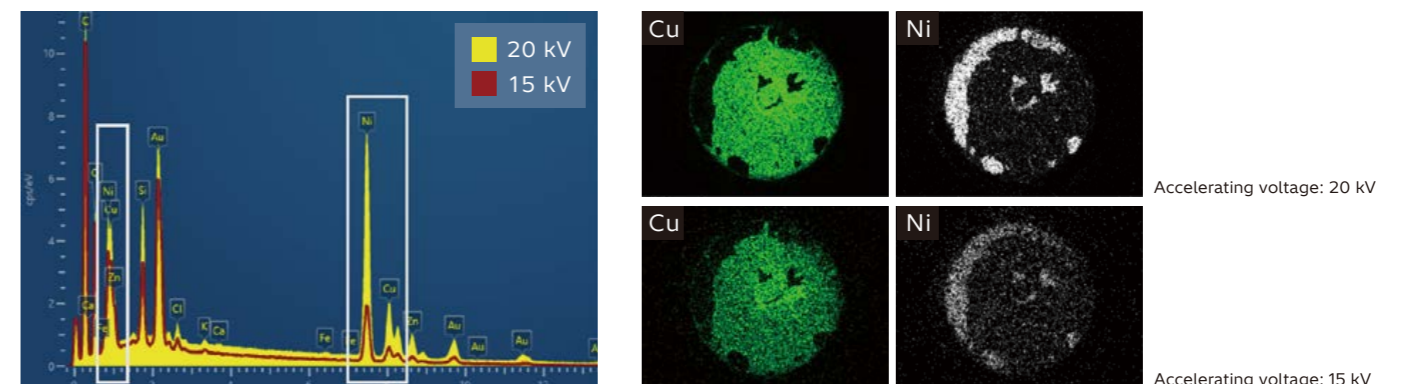 20 kV
15 kV
C
10
8
6
4
2
0
cps/eV
Ni
Cu
Zn
Ca
Fe
Si
Au
Cl
K
Ca
Fe
Ni
Cu
Zn
Au
Au
Au
Cu
Ni
Accelerating voltage: 20 kV
Cu
Ni
Accelerating voltage: 15 kV